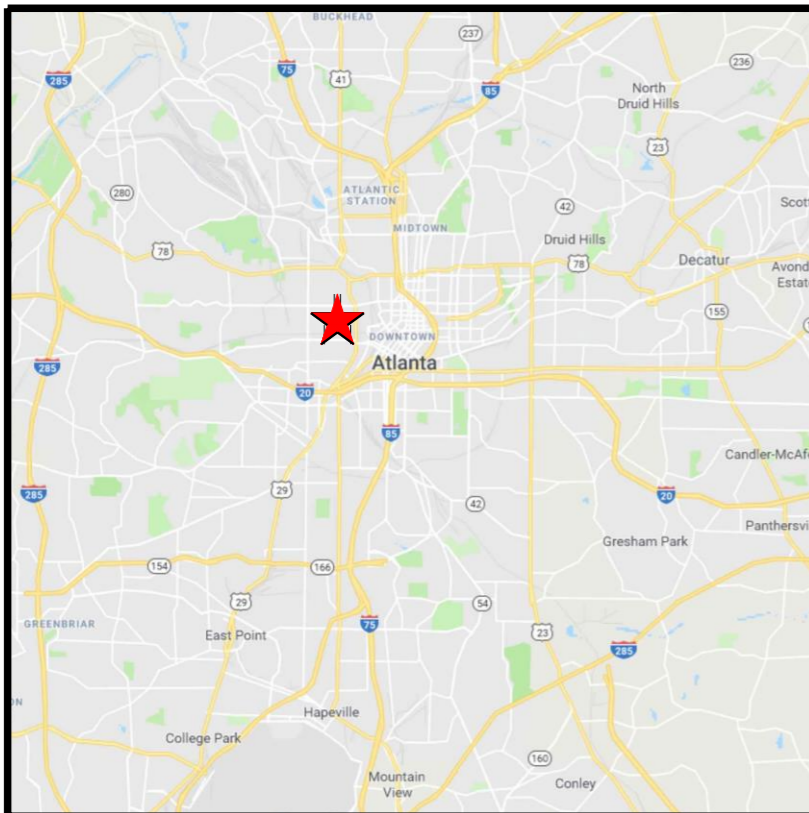 BUCKHEAD
237
75
236
285
41
85
North
Druid Hills
23
ATLANTIC
STATION
280
Scott
42
MIDTOWN
Druid Hills
78
78
Decatur
Avond
Estate
155
DOWNTOWN
Atlanta
285
20
85
Candler-McAfe
29
285
20
42
Panthersvi
Gresham Park
154
166
29
54
75
GREENBRIAR
East Point
23
285
ON
Hapeville
College Park
160
Mountain
View
Conley